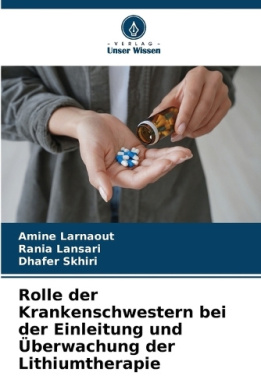 VERLAG
Unser Wissen
Amine Larnaout
Rania Lansari
Dhafer Skhiri
Rolle der
Krankenschwestern bei
der Einleitung und
Überwachung der
Lithiumtherapie